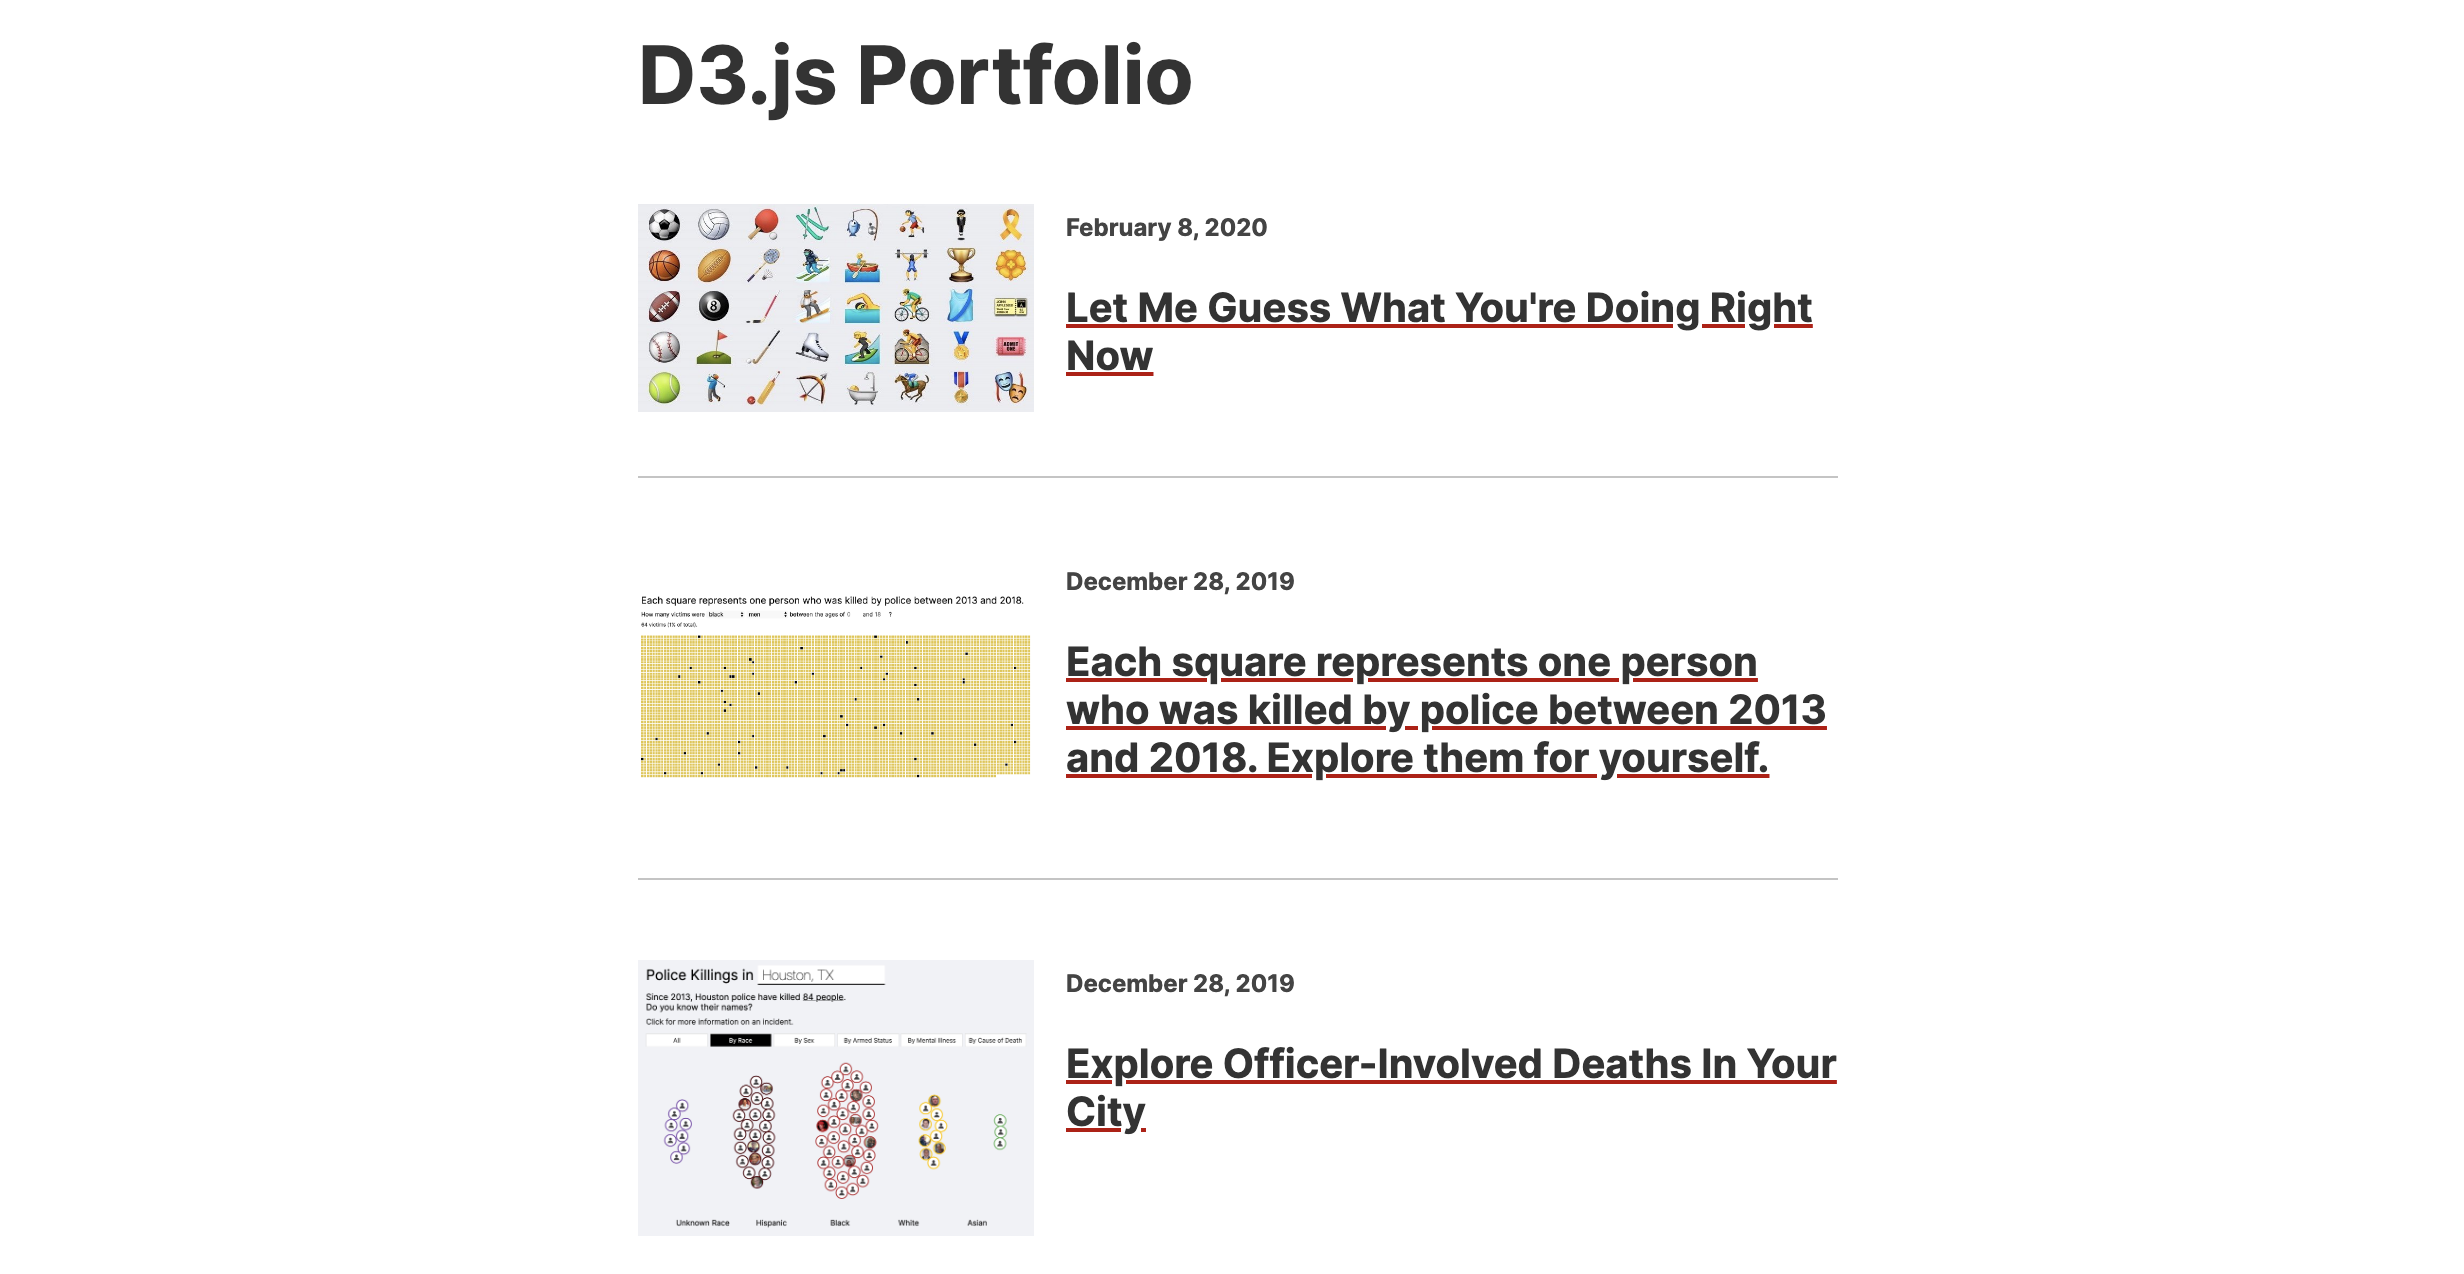 D3.js Portfolio
February 8, 2020
Let Me Guess What You're Doing Right
Now
8
ADMIT
ONE
December 28, 2019
Each square represents one person who was killed by police between 2013 and 2018.
How many victims were black men between the ages of 0 and 18 ?
64 victims (1% of total).
Each square represents one person
who was killed by police between 2013
and 2018. Explore them for yourself.
Police Killings in Houston, TX
Since 2013, Houston police have killed 84 people.
Do you know their names?
Click for more information on an incident.
All By Race By Sex By Armed Status By Mental Illness By Cause of Death
Unknown Race Hispanic Black White Asian
December 28, 2019
Explore Officer-Involved Deaths In Your
City